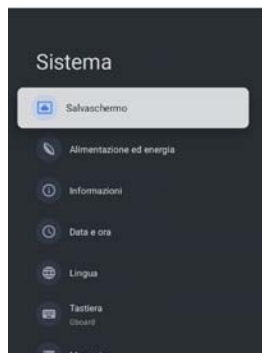 Sistema
Salvaschermo
Alimentazione ed energia
Informazioni
Data e ora
Lingua
Tastiera
Gboard